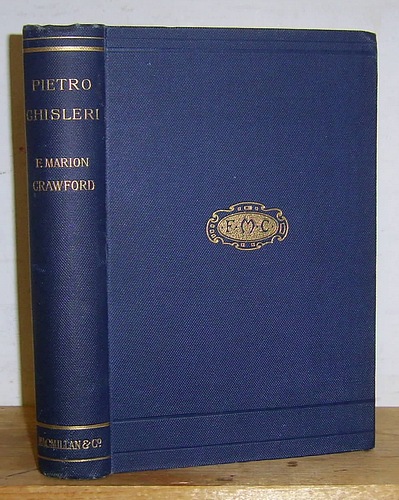 PIETRO
GHISLERI
F. MARION
CRAWFORD
MACMILLAN & Co.
F·M·C